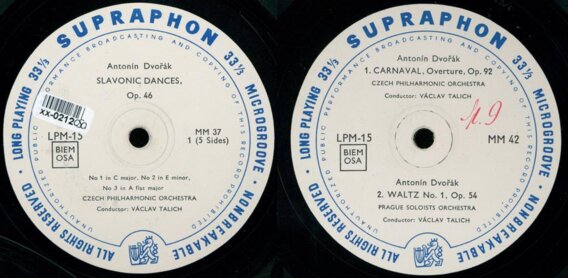 SUPRAPHON
LONG PLAYING 33⅓ 33⅓ MICROGROOVE • NONBREAKABLE • ALL RIGHTS RESERVED •
UNAUTHORIZED PUBLIC PERFORMANCE BROADCASTING AND COPYING OF THIS RECORD PROHIBITED
Antonín Dvořák
SLAVONIC DANCES.
Op. 46
XX-021200
LPM-15
BIEM
OSA
MM 37
1 (5 Sides)
No 1 in C major, No 2 in E minor,
No 3 in A flat major
CZECH PHILHARMONIC ORCHESTRA
Conductor: VÁCLAV TALICH
SUPRAPHON
LONG PLAYING 33⅓ 33⅓ MICROGROOVE • NONBREAKABLE • ALL RIGHTS RESERVED •
UNAUTHORIZED PUBLIC PERFORMANCE BROADCASTING AND COPYING OF THIS RECORD PROHIBITED
Antonín Dvořák
1. CARNAVAL, Overture, Op. 92
CZECH PHILHARMONIC ORCHESTRA
Conductor: VÁCLAV TALICH
LPM-15
BIEM
OSA
MM 42
Antonín Dvořák
2. WALTZ No. 1, Op. 54
PRAGUE SOLOISTS ORCHESTRA
Conductor: VÁCLAV TALICH